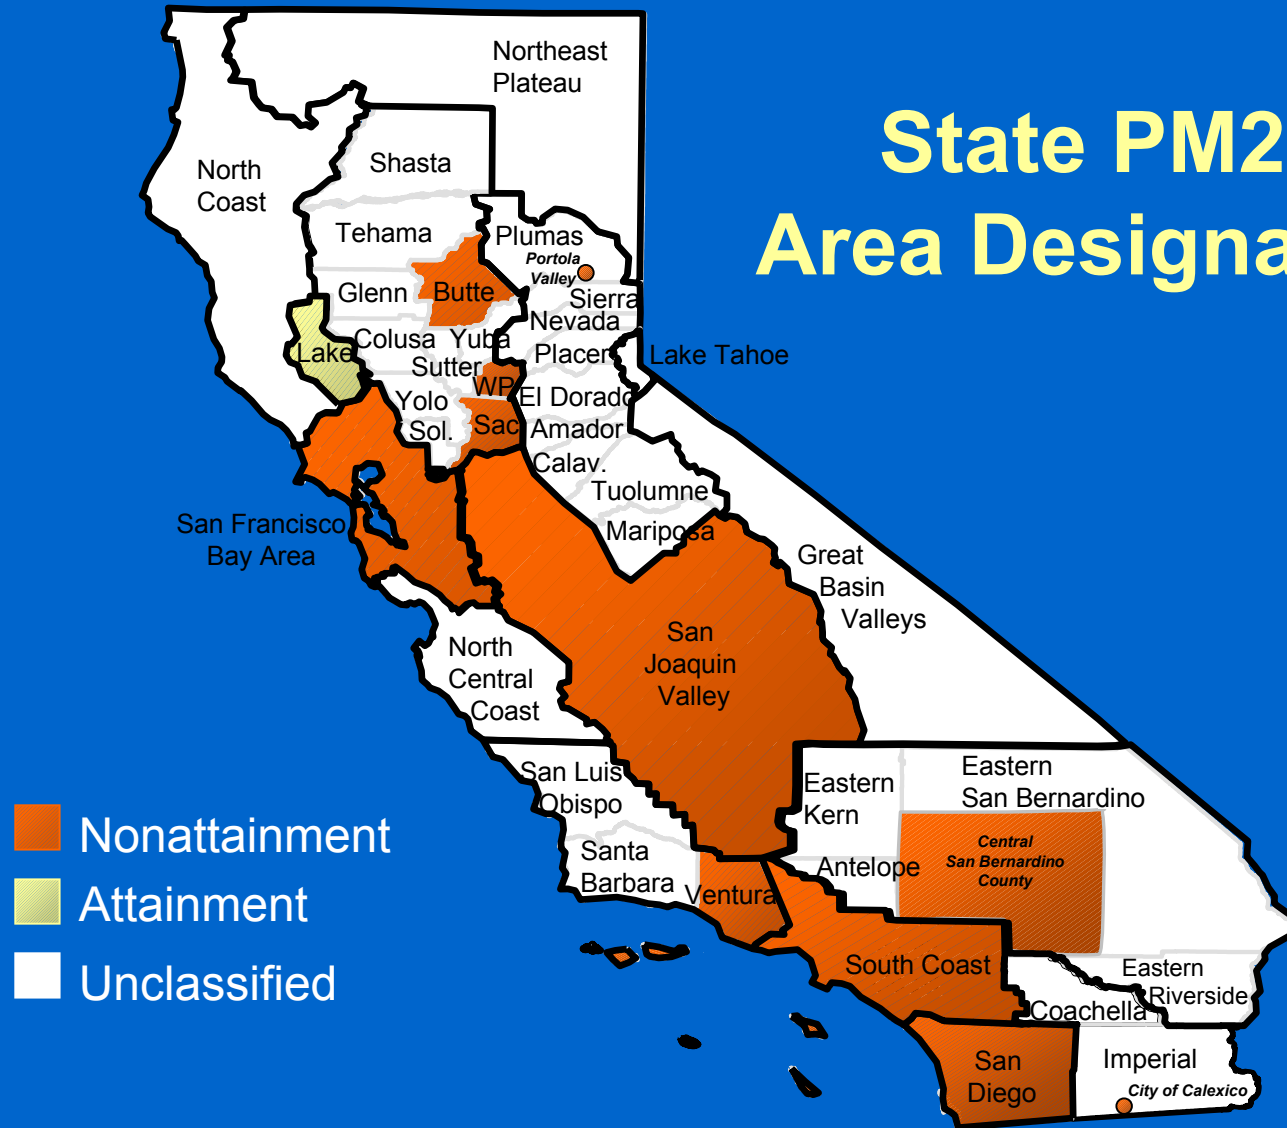 State PM2
Area Designa
Northeast
Plateau
North
Coast
Shasta
Tehama
Plumas
Portola
Valley
Glenn
Butte
Sierra
Nevada
Colusa
Yuba
Lake
Sutter
Placer
Lake Tahoe
WP
El Dorado
Yolo
Sol.
Sac
Amador
Calav.
Tuolumne
Mariposa
San Francisco
Bay Area
Great
Basin
Valleys
San
Joaquin
Valley
North
Central
Coast
San Luis
Obispo
Eastern
Kern
Eastern
San Bernardino
Central
San Bernardino
County
Santa
Barbara
Antelope
Ventura
South Coast
Eastern
Riverside
Coachella
San
Diego
Imperial
City of Calexico
Nonattainment
Attainment
Unclassified